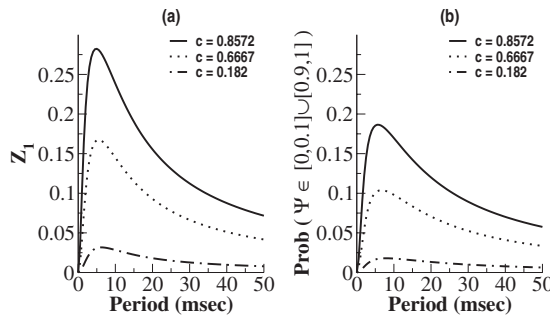 (a)
c = 0.8572
c = 0.6667
c = 0.182
Z1
0.25
0.2
0.15
0.1
0.05
0
0 10 20 30 40 50
Period (msec)
(b)
c = 0.8572
c = 0.6667
c = 0.182
Prob ( Ψ ∈ [0,0.1]∪[0.9,1] )
0.25
0.2
0.15
0.1
0.05
0
0 10 20 30 40 50
Period (msec)